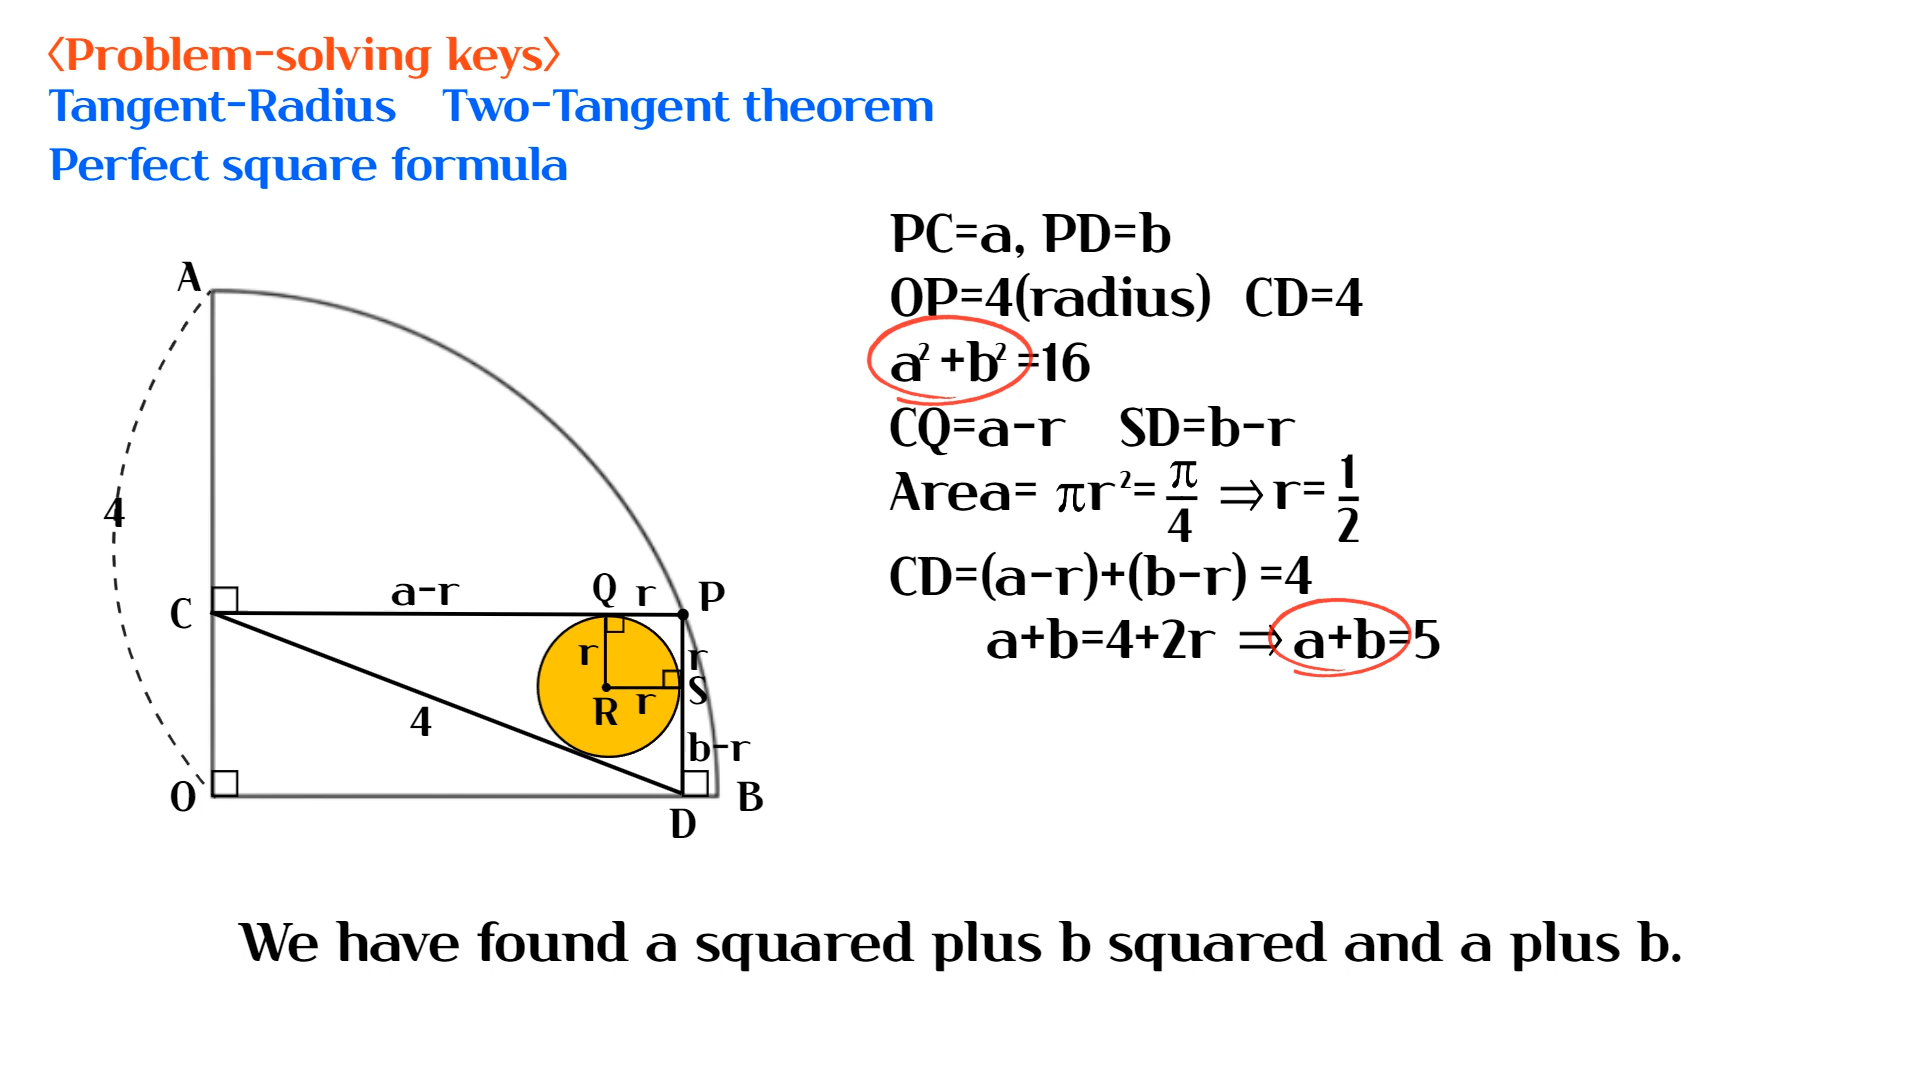 〈Problem-solving keys〉
Tangent-Radius Two-Tangent theorem
Perfect square formula
PC=a, PD=b
OP=4(radius) CD=4
a²+b²=16
CQ=a-r SD=b-r
Area= πr²=π/4 ⇒ r=1/2
CD=(a-r)+(b-r)=4
a+b=4+2r ⇒ a+b=5
A
4
C
a-r
Q
r
P
r
r
S
R
r
4
b-r
O
B
D
We have found a squared plus b squared and a plus b.